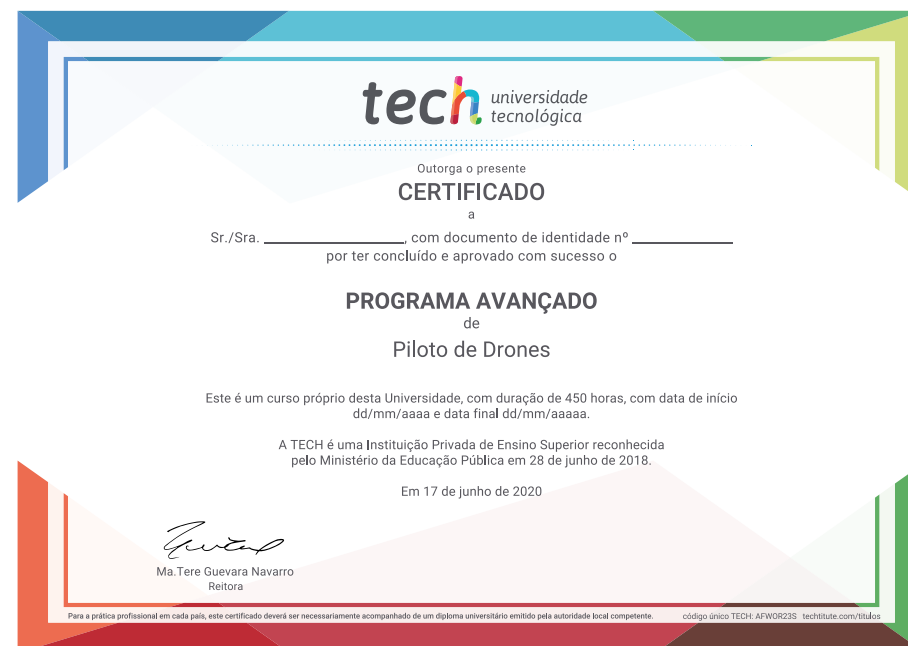 tech universidade
tecnológica
Outorga o presente
CERTIFICADO
a
Sr./Sra. ____________________, com documento de identidade nº ______________
por ter concluído e aprovado com sucesso o
PROGRAMA AVANÇADO
de
Piloto de Drones
Este é um curso próprio desta Universidade, com duração de 450 horas, com data de início
dd/mm/aaaa e data final dd/mm/aaaaa.
A TECH é uma Instituição Privada de Ensino Superior reconhecida
pelo Ministério da Educação Pública em 28 de junho de 2018.
Em 17 de junho de 2020
Ma.Tere Guevara Navarro
Reitora
Para a prática profissional em cada país, este certificado deverá ser necessariamente acompanhado de um diploma universitário emitido pela autoridade local competente. código único TECH: AFWOR23S techtitute.com/titulos